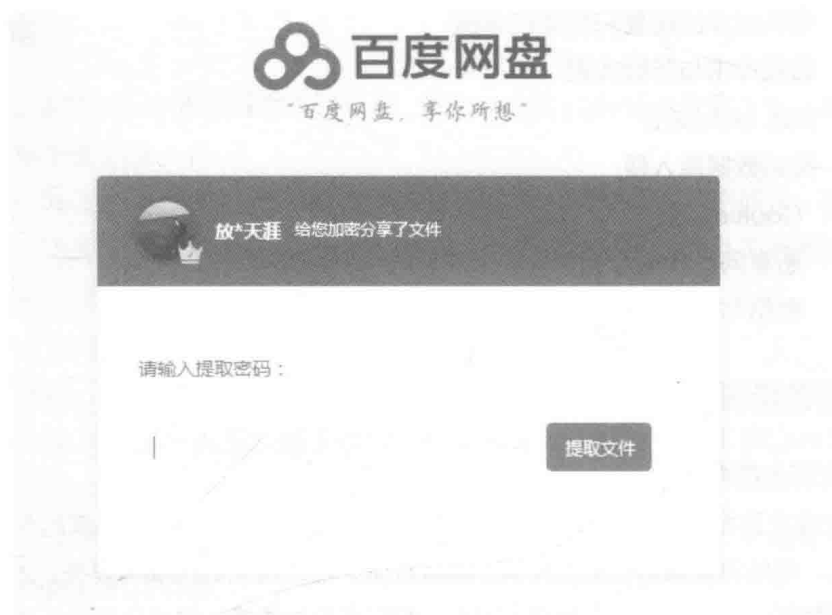 百度网盘
“百度网盘，享你所想”
放*天涯 给您加密分享了文件
请输入提取密码：
提取文件